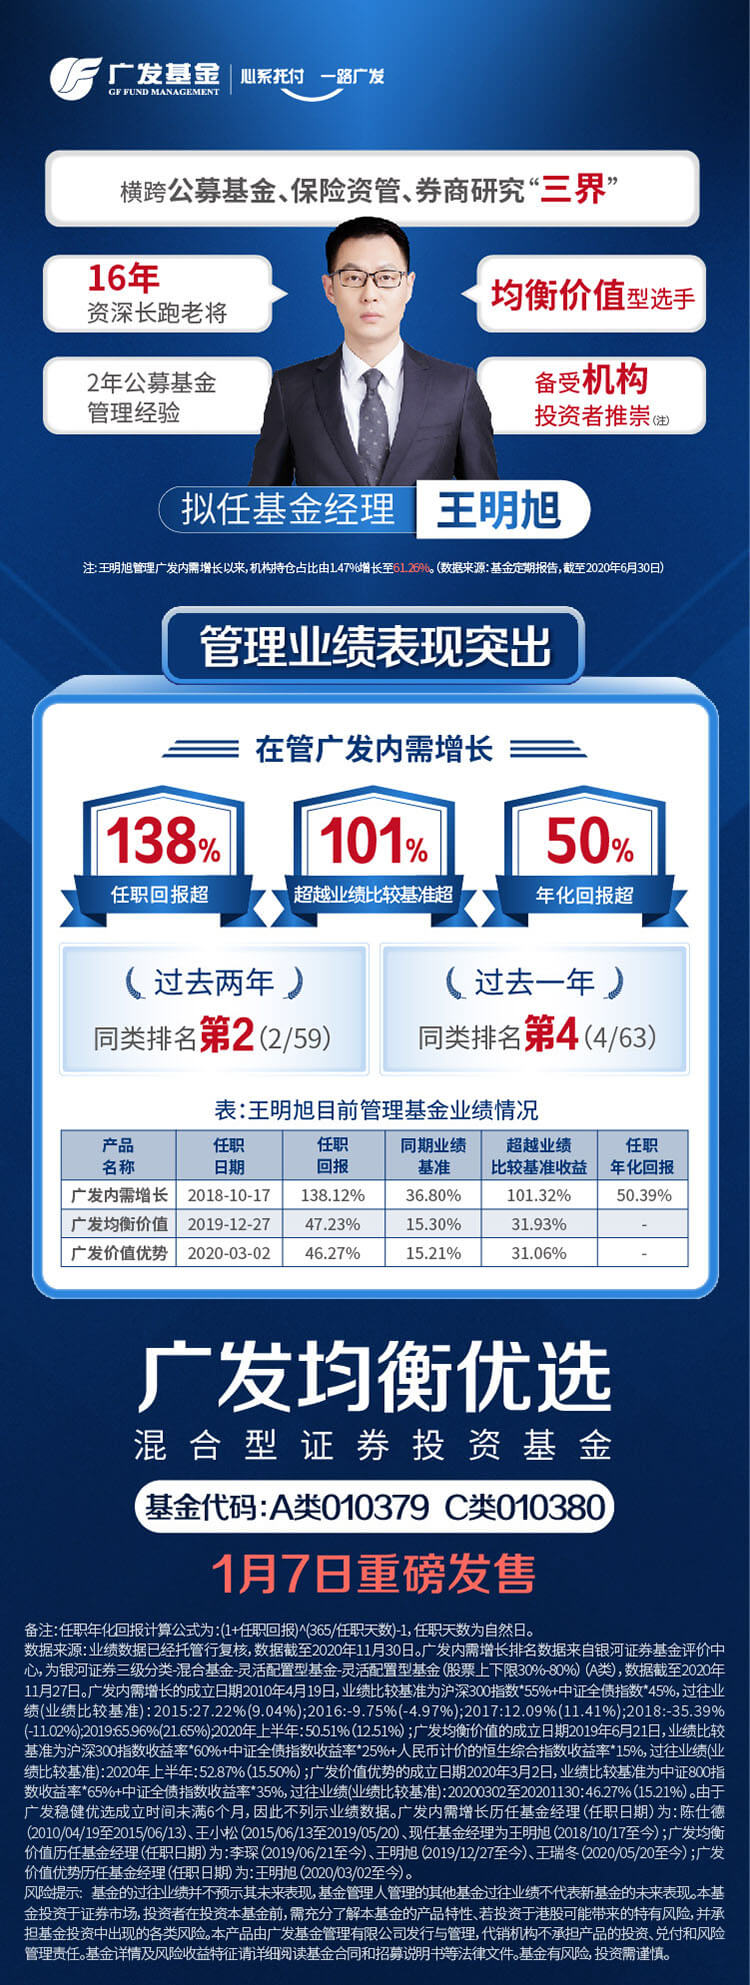 广发基金 心系托付 一路广发
GF FUND MANAGEMENT
横跨公募基金、保险资管、券商研究“三界”
16年
资深长跑老将
均衡价值型选手
2年公募基金
管理经验
备受机构
投资者推崇(注)
拟任基金经理 王明旭
注:王明旭管理广发内需增长以来,机构持仓占比由1.47%增长至61.26%。(数据来源:基金定期报告,截至2020年6月30日)
管理业绩表现突出
在管广发内需增长
138% 101% 50%
任职回报超 超越业绩比较基准超 年化回报超
过去两年 过去一年
同类排名第2(2/59) 同类排名第4(4/63)
表:王明旭目前管理基金业绩情况
产品 任职 任职 同期业绩 超越业绩 任职
名称 日期 回报 基准 比较基准收益 年化回报
广发内需增长 2018-10-17 138.12% 36.80% 101.32% 50.39%
广发均衡价值 2019-12-27 47.23% 15.30% 31.93% -
广发价值优势 2020-03-02 46.27% 15.21% 31.06% -
广发均衡优选
混合型证券投资基金
基金代码:A类010379 C类010380
1月7日重磅发售
备注:任职年化回报计算公式为:(1+任职回报)^(365/任职天数)-1,任职天数为自然日。
数据来源:业绩数据已经托管行复核,数据截至2020年11月30日。广发内需增长排名数据来自银河证券基金评价中
心,为银河证券三级分类-混合基金-灵活配置型基金-灵活配置型基金(股票上下限30%-80%)(A类),数据截至2020年
11月27日。广发内需增长的成立日期2010年4月19日,业绩比较基准为沪深300指数*55%+中证全债指数*45%,过往业
绩(业绩比较基准):2015:27.22%(9.04%);2016:-9.75%(-4.97%);2017:12.09%(11.41%);2018:-35.39%
(-11.02%);2019:65.96%(21.65%);2020年上半年:50.51%(12.51%);广发均衡价值的成立日期2019年6月21日,业绩比较
基准为沪深300指数收益率*60%+中证全债指数收益率*25%+人民币计价的恒生综合指数收益率*15%,过往业绩(业
绩比较基准):2020年上半年:52.87%(15.50%);广发价值优势的成立日期2020年3月2日,业绩比较基准为中证800指
数收益率*65%+中证全债指数收益率*35%,过往业绩(业绩比较基准):20200302至20201130:46.27%(15.21%)。由于
广发稳健优选成立时间未满6个月,因此不列示业绩数据。广发内需增长历任基金经理(任职日期)为:陈仕德
(2010/04/19至2015/06/13)、王小松(2015/06/13至2019/05/20)、现任基金经理为王明旭(2018/10/17至今);广发均衡
价值历任基金经理(任职日期)为:李琛(2019/06/21至今)、王明旭(2019/12/27至今)、王瑞冬(2020/05/20至今);广发
价值优势历任基金经理(任职日期)为:王明旭(2020/03/02至今)。
风险提示: 基金的过往业绩并不预示其未来表现,基金管理人管理的其他基金过往业绩不代表新基金的未来表现。本基
金投资于证券市场,投资者在投资本基金前,需充分了解本基金的产品特性、若投资于港股可能带来的特有风险,并承
担基金投资中出现的各类风险。本产品由广发基金管理有限公司发行与管理,代销机构不承担产品的投资、兑付和风险
管理责任。基金详情及风险收益特征请详细阅读基金合同和招募说明书等法律文件。基金有风险,投资需谨慎。